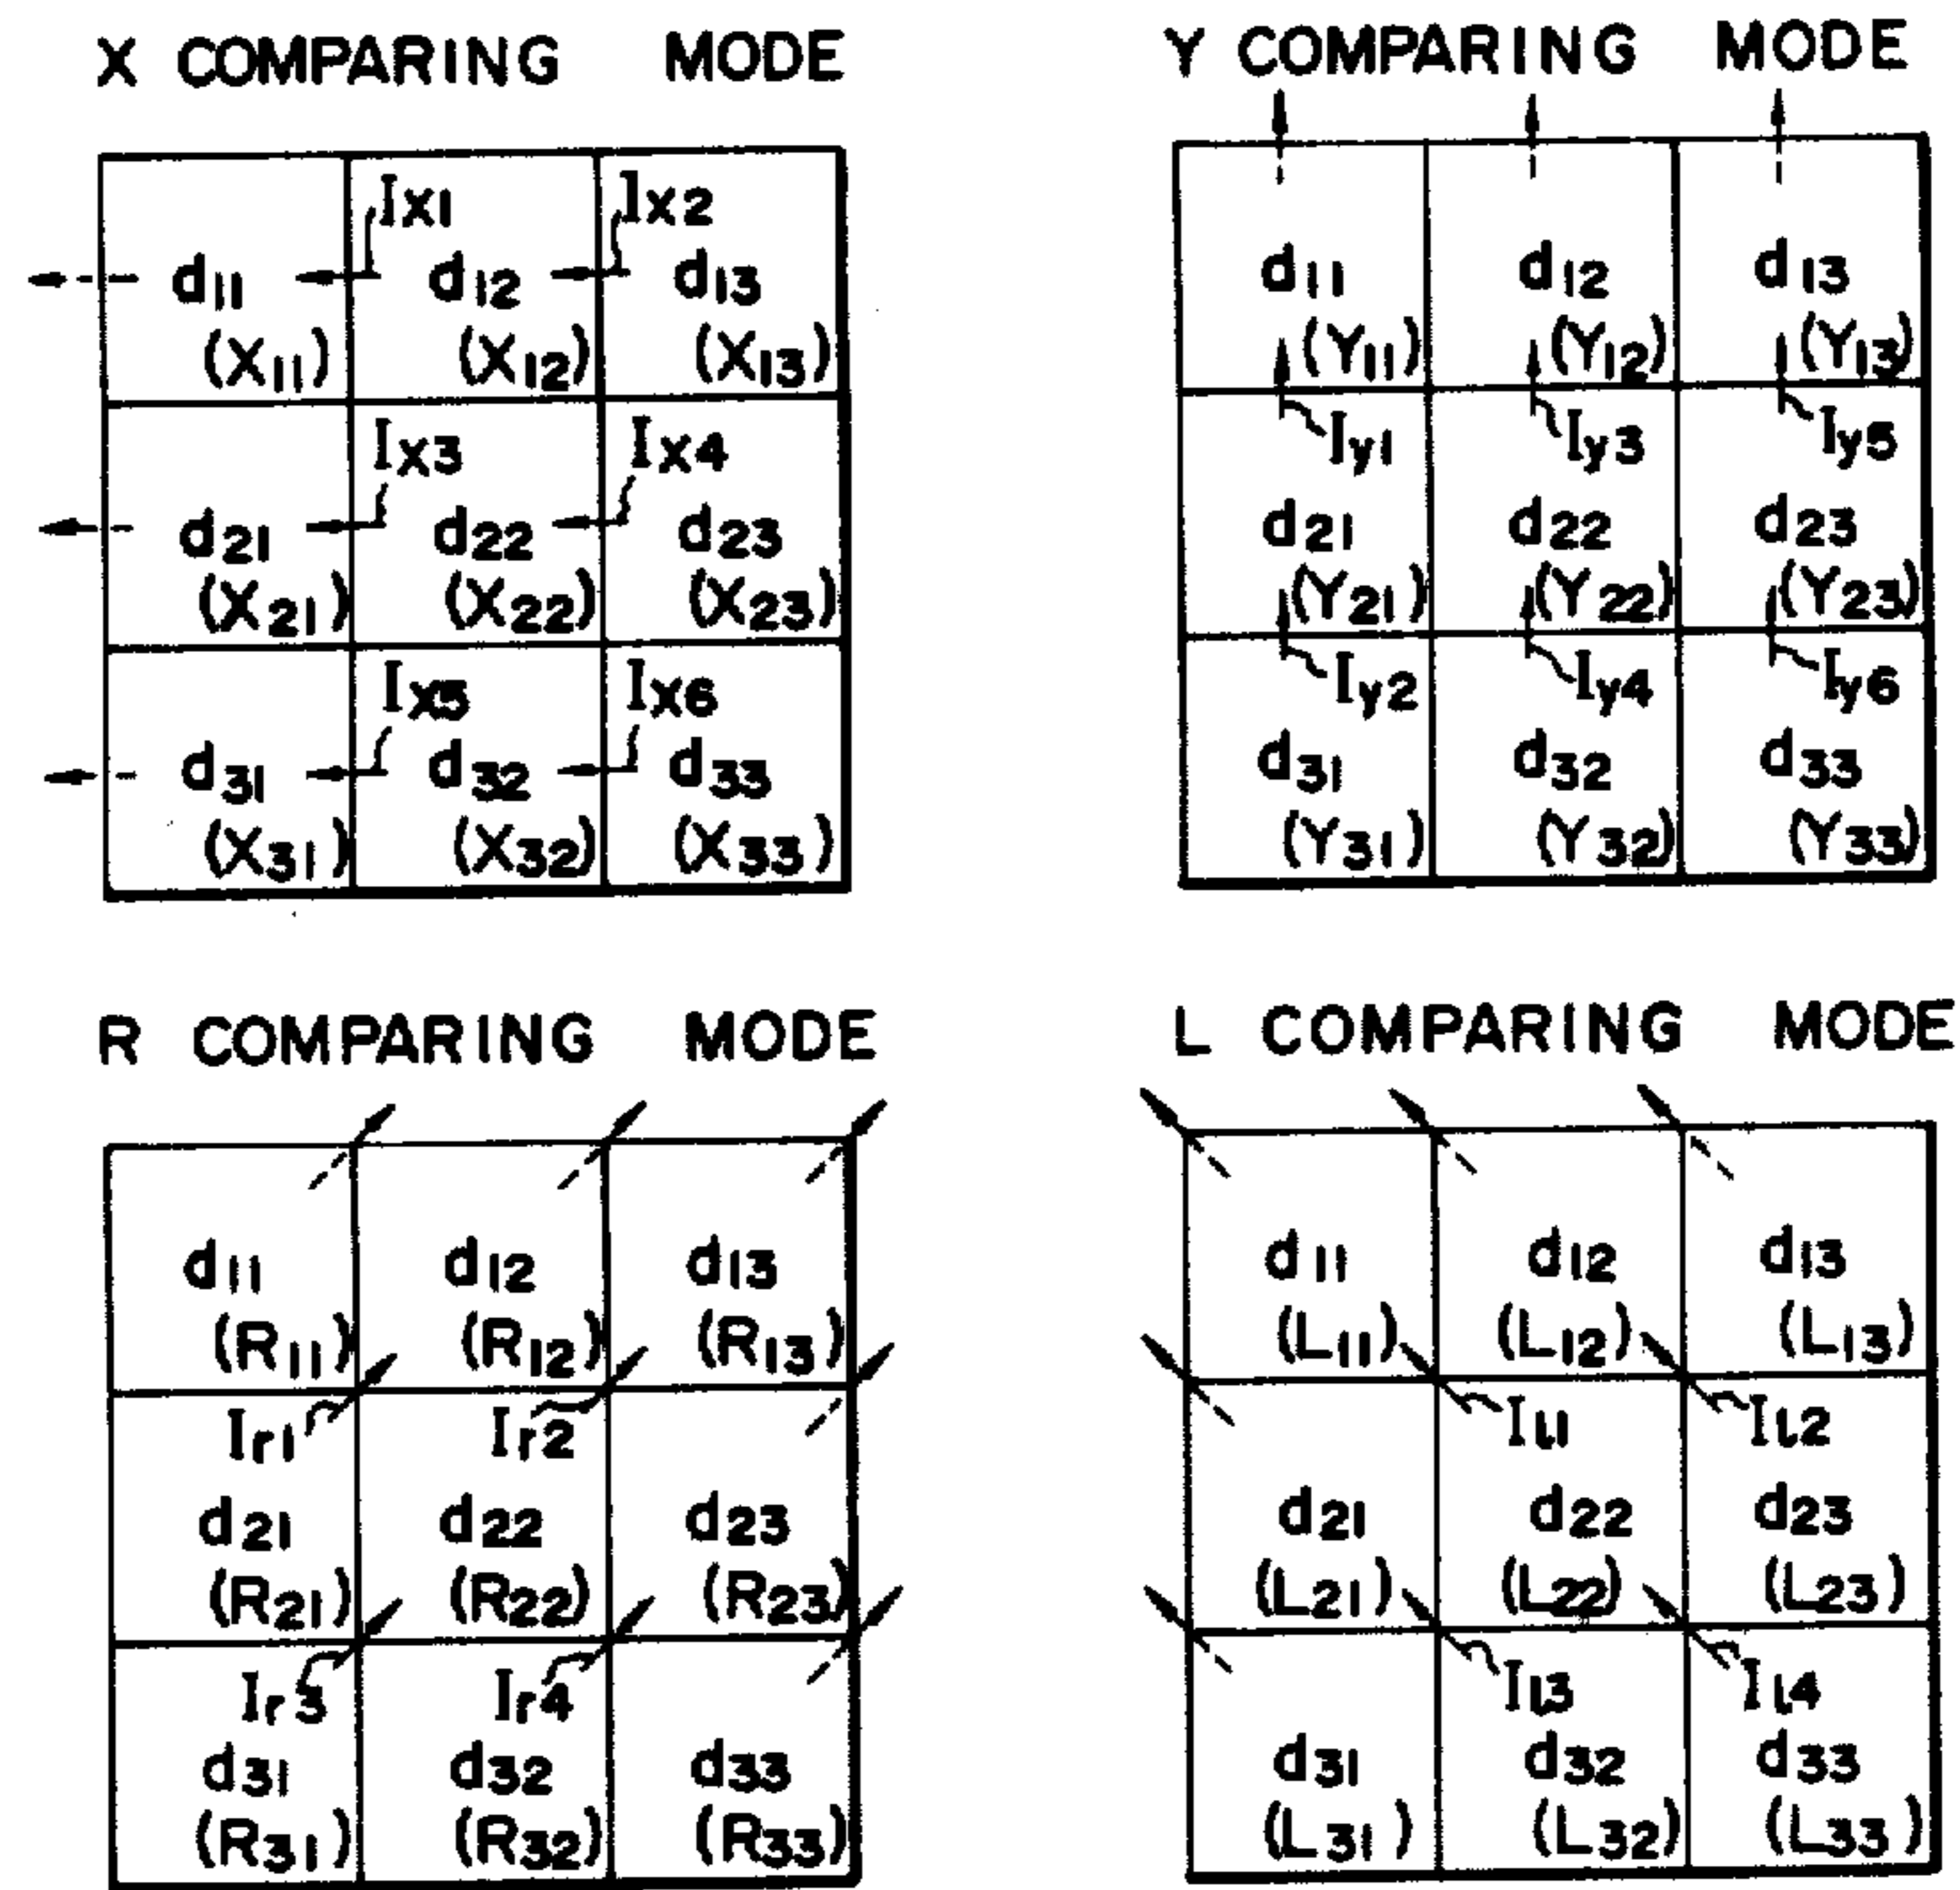 X COMPARING MODE
Ix1 Ix2
d11 d12 d13
(X11) (X12) (X13)
Ix3 Ix4
d21 d22 d23
(X21) (X22) (X23)
Ix5 Ix6
d31 d32 d33
(X31) (X32) (X33)
Y COMPARING MODE
d11 d12 d13
(Y11) (Y12) (Y13)
Iy1 Iy3 Iy5
d21 d22 d23
(Y21) (Y22) (Y23)
Iy2 Iy4 Iy6
d31 d32 d33
(Y31) (Y32) (Y33)
R COMPARING MODE
d11 d12 d13
(R11) (R12) (R13)
Ir1 Ir2
d21 d22 d23
(R21) (R22) (R23)
Ir3 Ir4
d31 d32 d33
(R31) (R32) (R33)
L COMPARING MODE
d11 d12 d13
(L11) (L12) (L13)
Il1 Il2
d21 d22 d23
(L21) (L22) (L23)
Il3 Il4
d31 d32 d33
(L31) (L32) (L33)